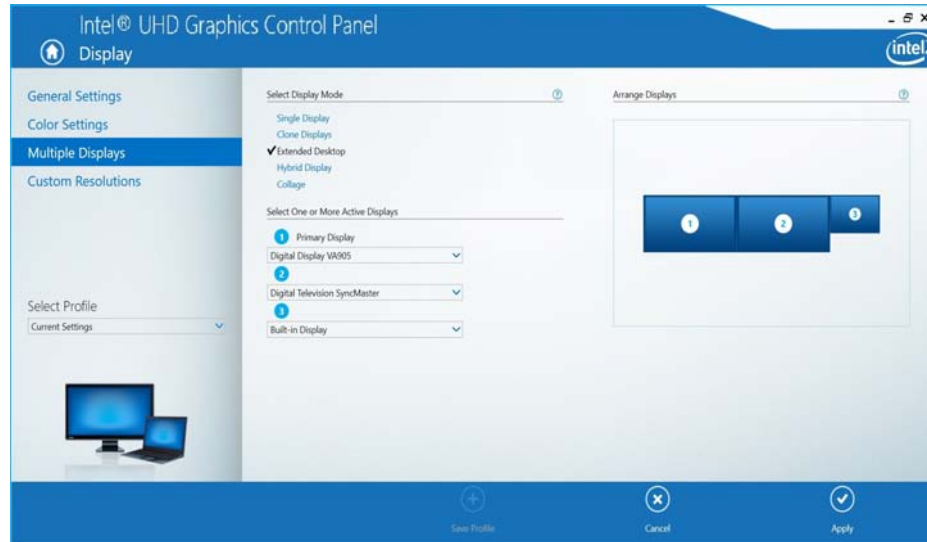 Intel® UHD Graphics Control Panel
Display
intel
General Settings
Color Settings
Multiple Displays
Custom Resolutions
Select Profile
Current Settings
Select Display Mode
?
Single Display
Clone Displays
Extended Desktop
Hybrid Display
Collage
Select One or More Active Displays
1 Primary Display
Digital Display VA905
2
Digital Television SyncMaster
3
Built-in Display
Arrange Displays
?
1 2 3
Save Profile
Cancel
Apply